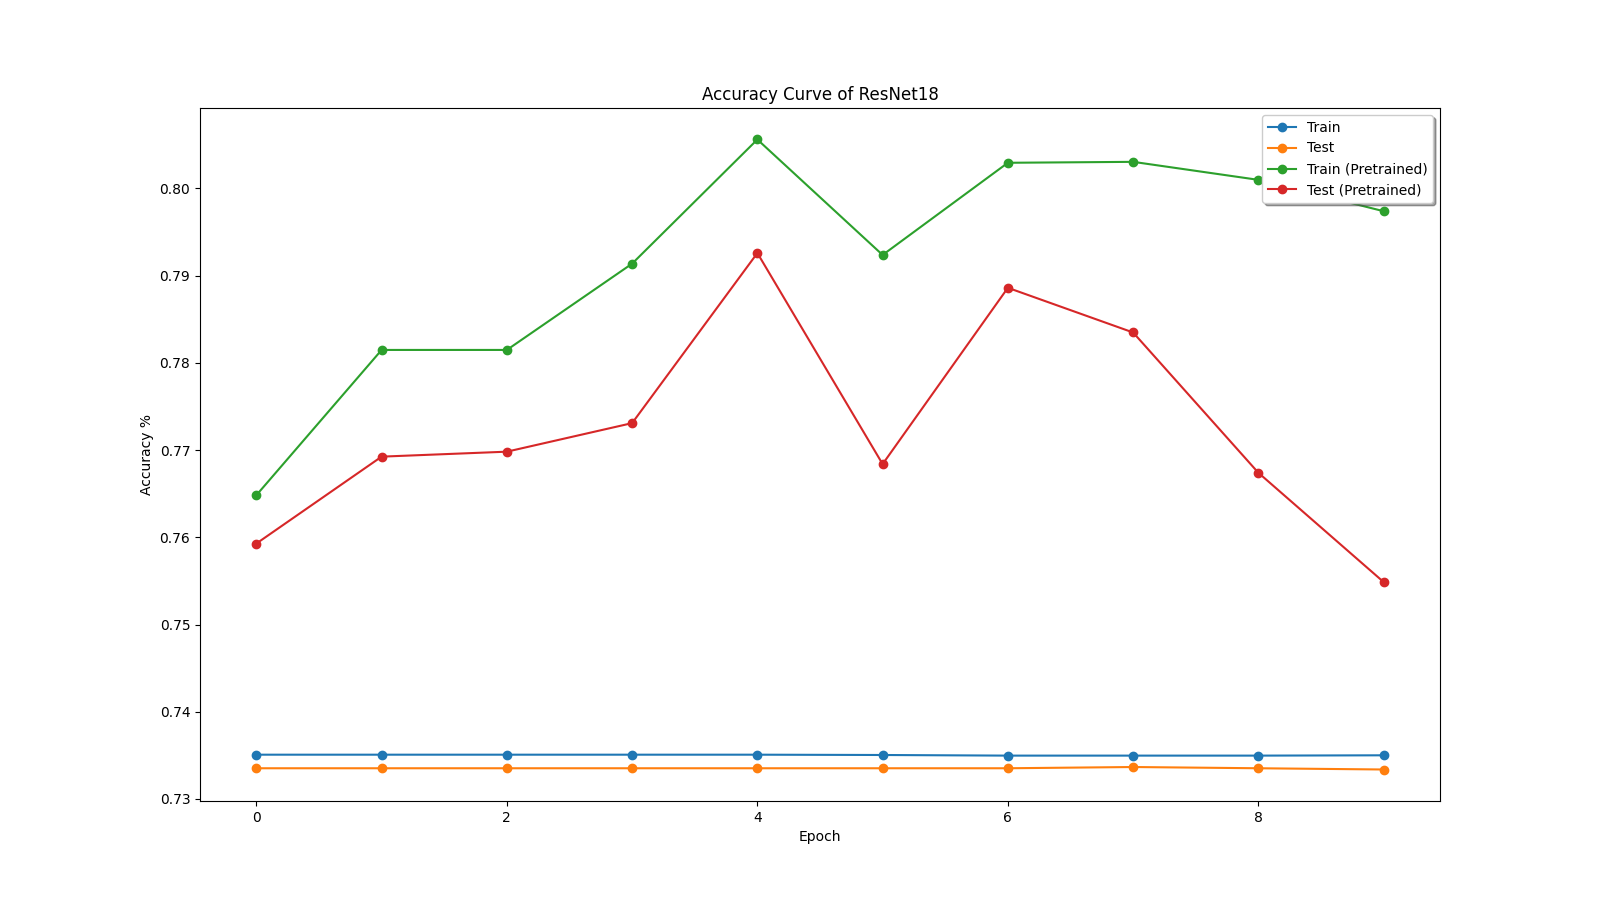 Accuracy Curve of ResNet18
Train
Test
Train (Pretrained)
Test (Pretrained)
Accuracy %
0.80
0.79
0.78
0.77
0.76
0.75
0.74
0.73
0 2 4 6 8
Epoch